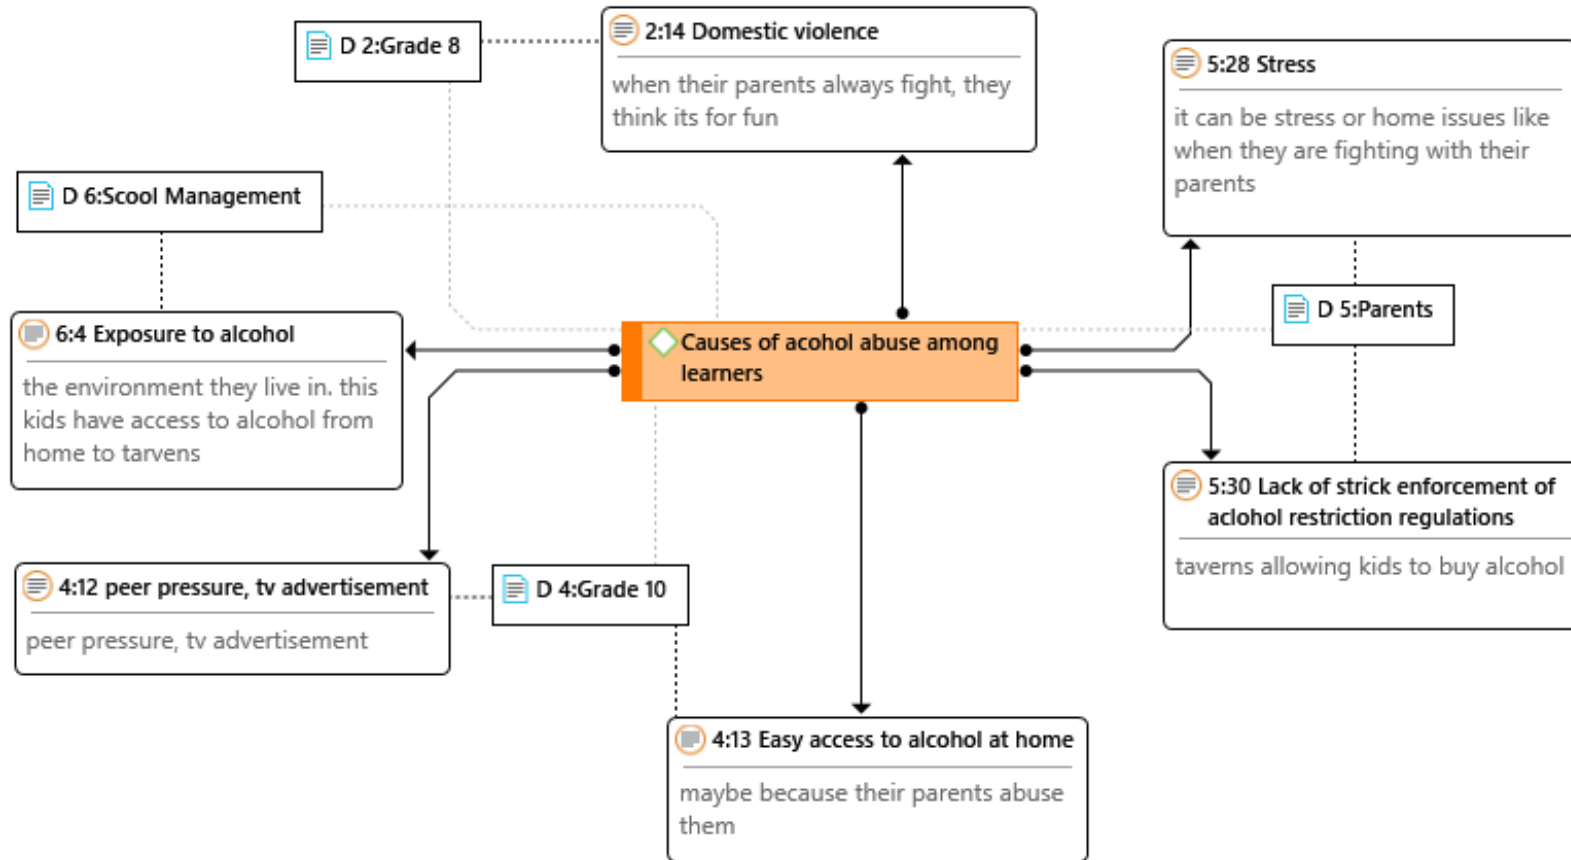 D 2:Grade 8
2:14 Domestic violence
when their parents always fight, they
think its for fun
5:28 Stress
it can be stress or home issues like
when they are fighting with their
parents
D 6:Scool Management
D 5:Parents
6:4 Exposure to alcohol
the environment they live in. this
kids have access to alcohol from
home to tarvens
Causes of acohol abuse among
learners
5:30 Lack of strick enforcement of
aclohol restriction regulations
taverns allowing kids to buy alcohol
4:12 peer pressure, tv advertisement
peer pressure, tv advertisement
D 4:Grade 10
4:13 Easy access to alcohol at home
maybe because their parents abuse
them